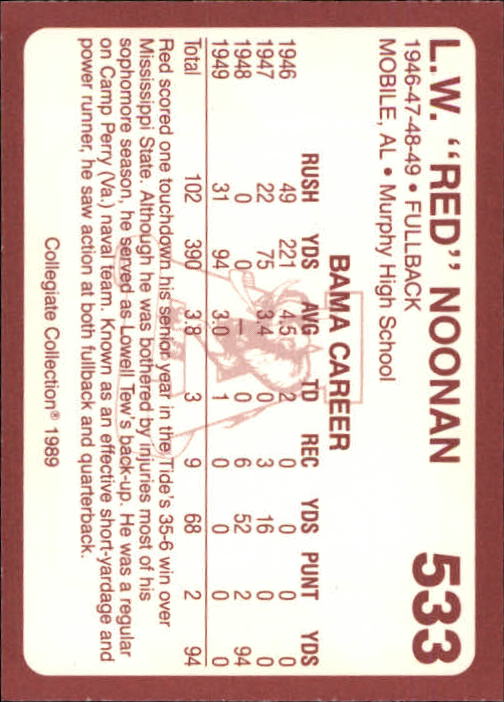 L.W. "RED" NOONAN 533
1946-47-48-49 • FULLBACK
MOBILE, AL • Murphy High School
BAMA CAREER
RUSH YDS AVG TD REC YDS PUNT YDS
1946 49 221 4.5 2 0 0 0 0
1947 22 75 3.4 0 3 16 0 0
1948 0 0 — 0 6 52 2 94
1949 31 94 3.0 1 0 0 0 0
Total 102 390 3.8 3 9 68 2 94
Red scored one touchdown his senior year in the Tide's 35-6 win over
Mississippi State. Although he was bothered by injuries most of his
sophomore season, he served as Lowell Tew's back-up. He was a regular
on Camp Perry (Va.) naval team. Known as an effective short-yardage and
power runner, he saw action at both fullback and quarterback.
Collegiate Collection® 1989